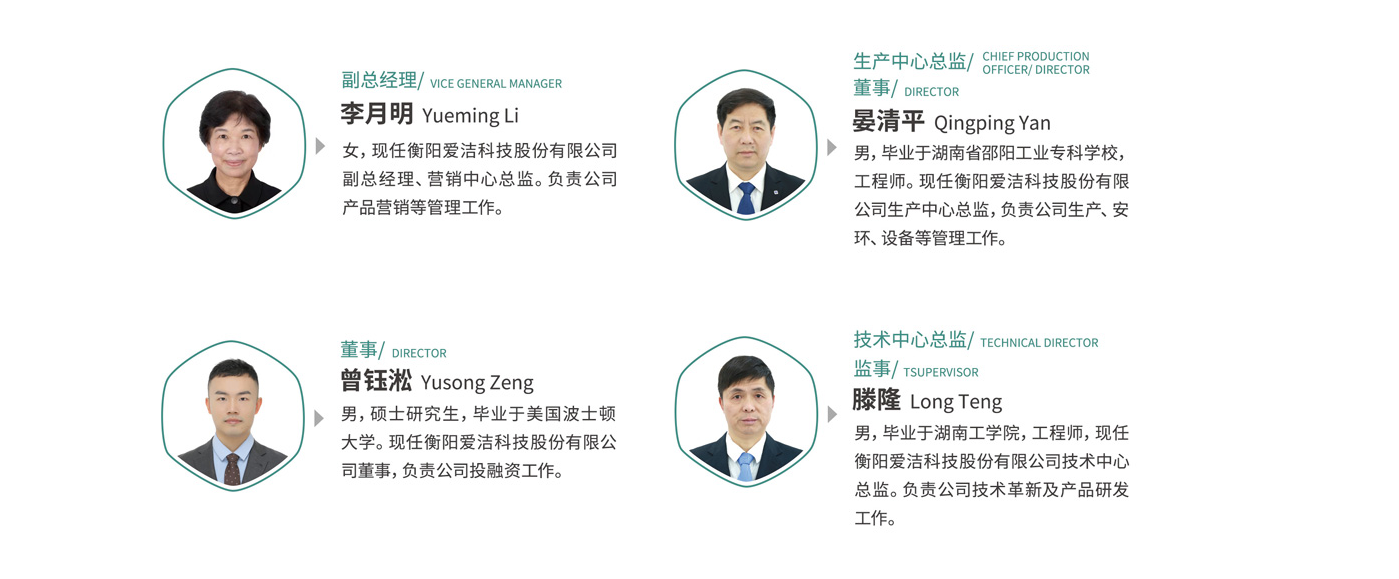 副总经理/ VICE GENERAL MANAGER
李月明 Yueming Li
女，现任衡阳爱洁科技股份有限公司
副总经理、营销中心总监。负责公司
产品营销等管理工作。
生产中心总监/ CHIEF PRODUCTION
OFFICER/ DIRECTOR
董事/ DIRECTOR
晏清平 Qingping Yan
男，毕业于湖南省邵阳工业专科学校，
工程师。现任衡阳爱洁科技股份有限
公司生产中心总监，负责公司生产、安
环、设备等管理工作。
董事/ DIRECTOR
曾钰淞 Yusong Zeng
男，硕士研究生，毕业于美国波士顿
大学。现任衡阳爱洁科技股份有限公
司董事，负责公司投融资工作。
技术中心总监/ TECHNICAL DIRECTOR
监事/ TSUPERVISOR
滕隆 Long Teng
男，毕业于湖南工学院，工程师，现任
衡阳爱洁科技股份有限公司技术中心
总监。负责公司技术革新及产品研发
工作。